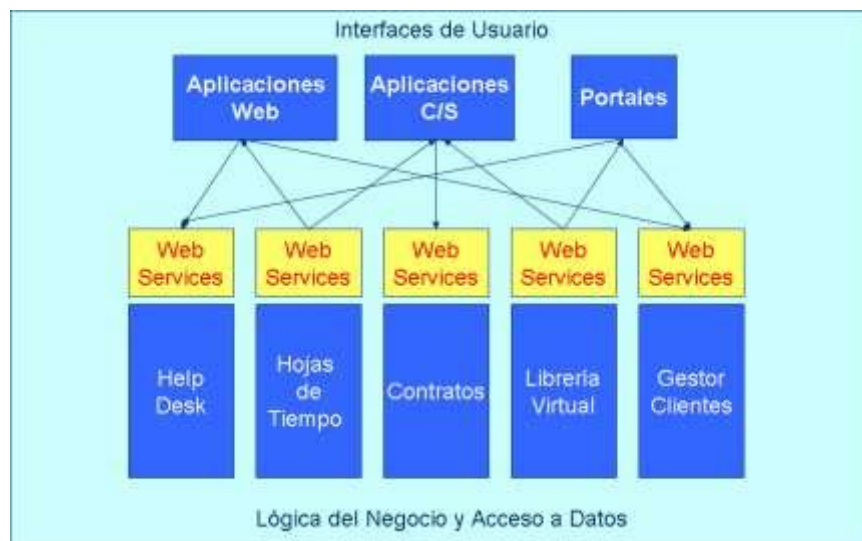 Interfaces de Usuario
Aplicaciones
Web
Aplicaciones
C/S
Portales
Web
Services
Web
Services
Web
Services
Web
Services
Web
Services
Help
Desk
Hojas
de
Tiempo
Contratos
Librería
Virtual
Gestor
Clientes
Lógica del Negocio y Acceso a Datos